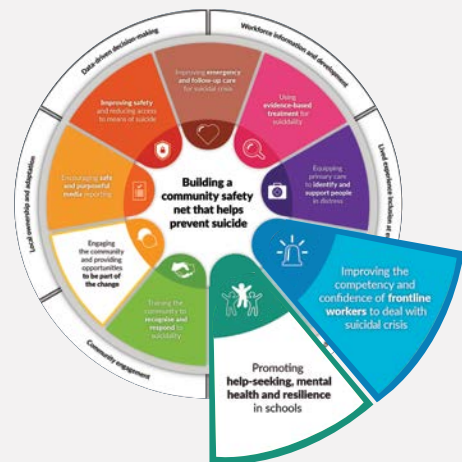 Data-driven decision-making
Workforce information and development
Improving emergency
and follow-up care
for suicidal crisis
Improving safety
and reducing access
to means of suicide
Using
evidence-based
treatment for
suicidality
Encouraging safe
and purposeful
media reporting
Building a
community safety
net that helps
prevent suicide
Equipping
primary care
to identify and
support people
in distress
Local ownership and adaptation
Lived experience inclusion at
Engaging
the community
and providing
opportunities
to be part of
the change
Improving the
competency and
confidence of frontline
workers to deal with
suicidal crisis
Training the
community to
recognise and
respond to
suicidality
Community engagement
Promoting
help-seeking, mental
health and resilience
in schools